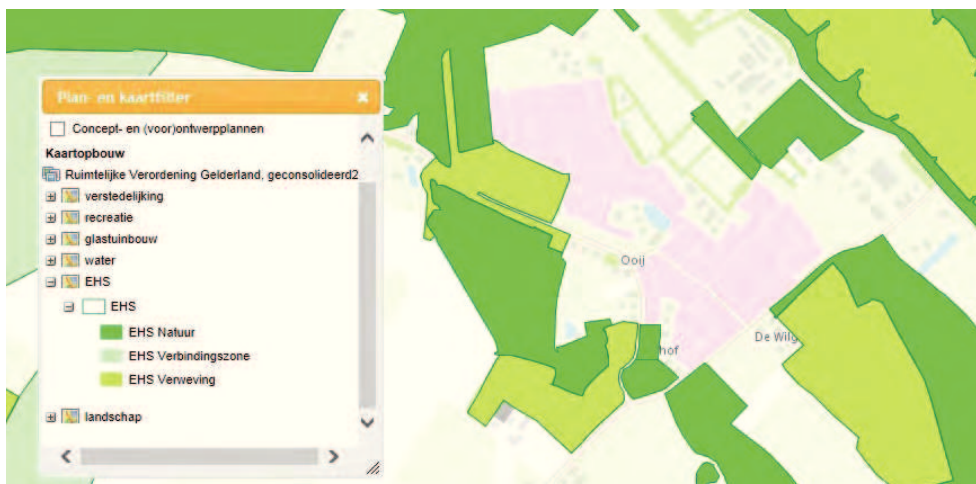 Plan- en kaartfilter
Concept- en (voor)ontwerpplannen
Kaartopbouw
Ruimtelijke Verordening Gelderland, geconsolideerd2
verstedelijking
recreatie
glastuinbouw
water
EHS
EHS
EHS Natuur
EHS Verbindingszone
EHS Verweving
landschap
Ooij
hof
De Wilg